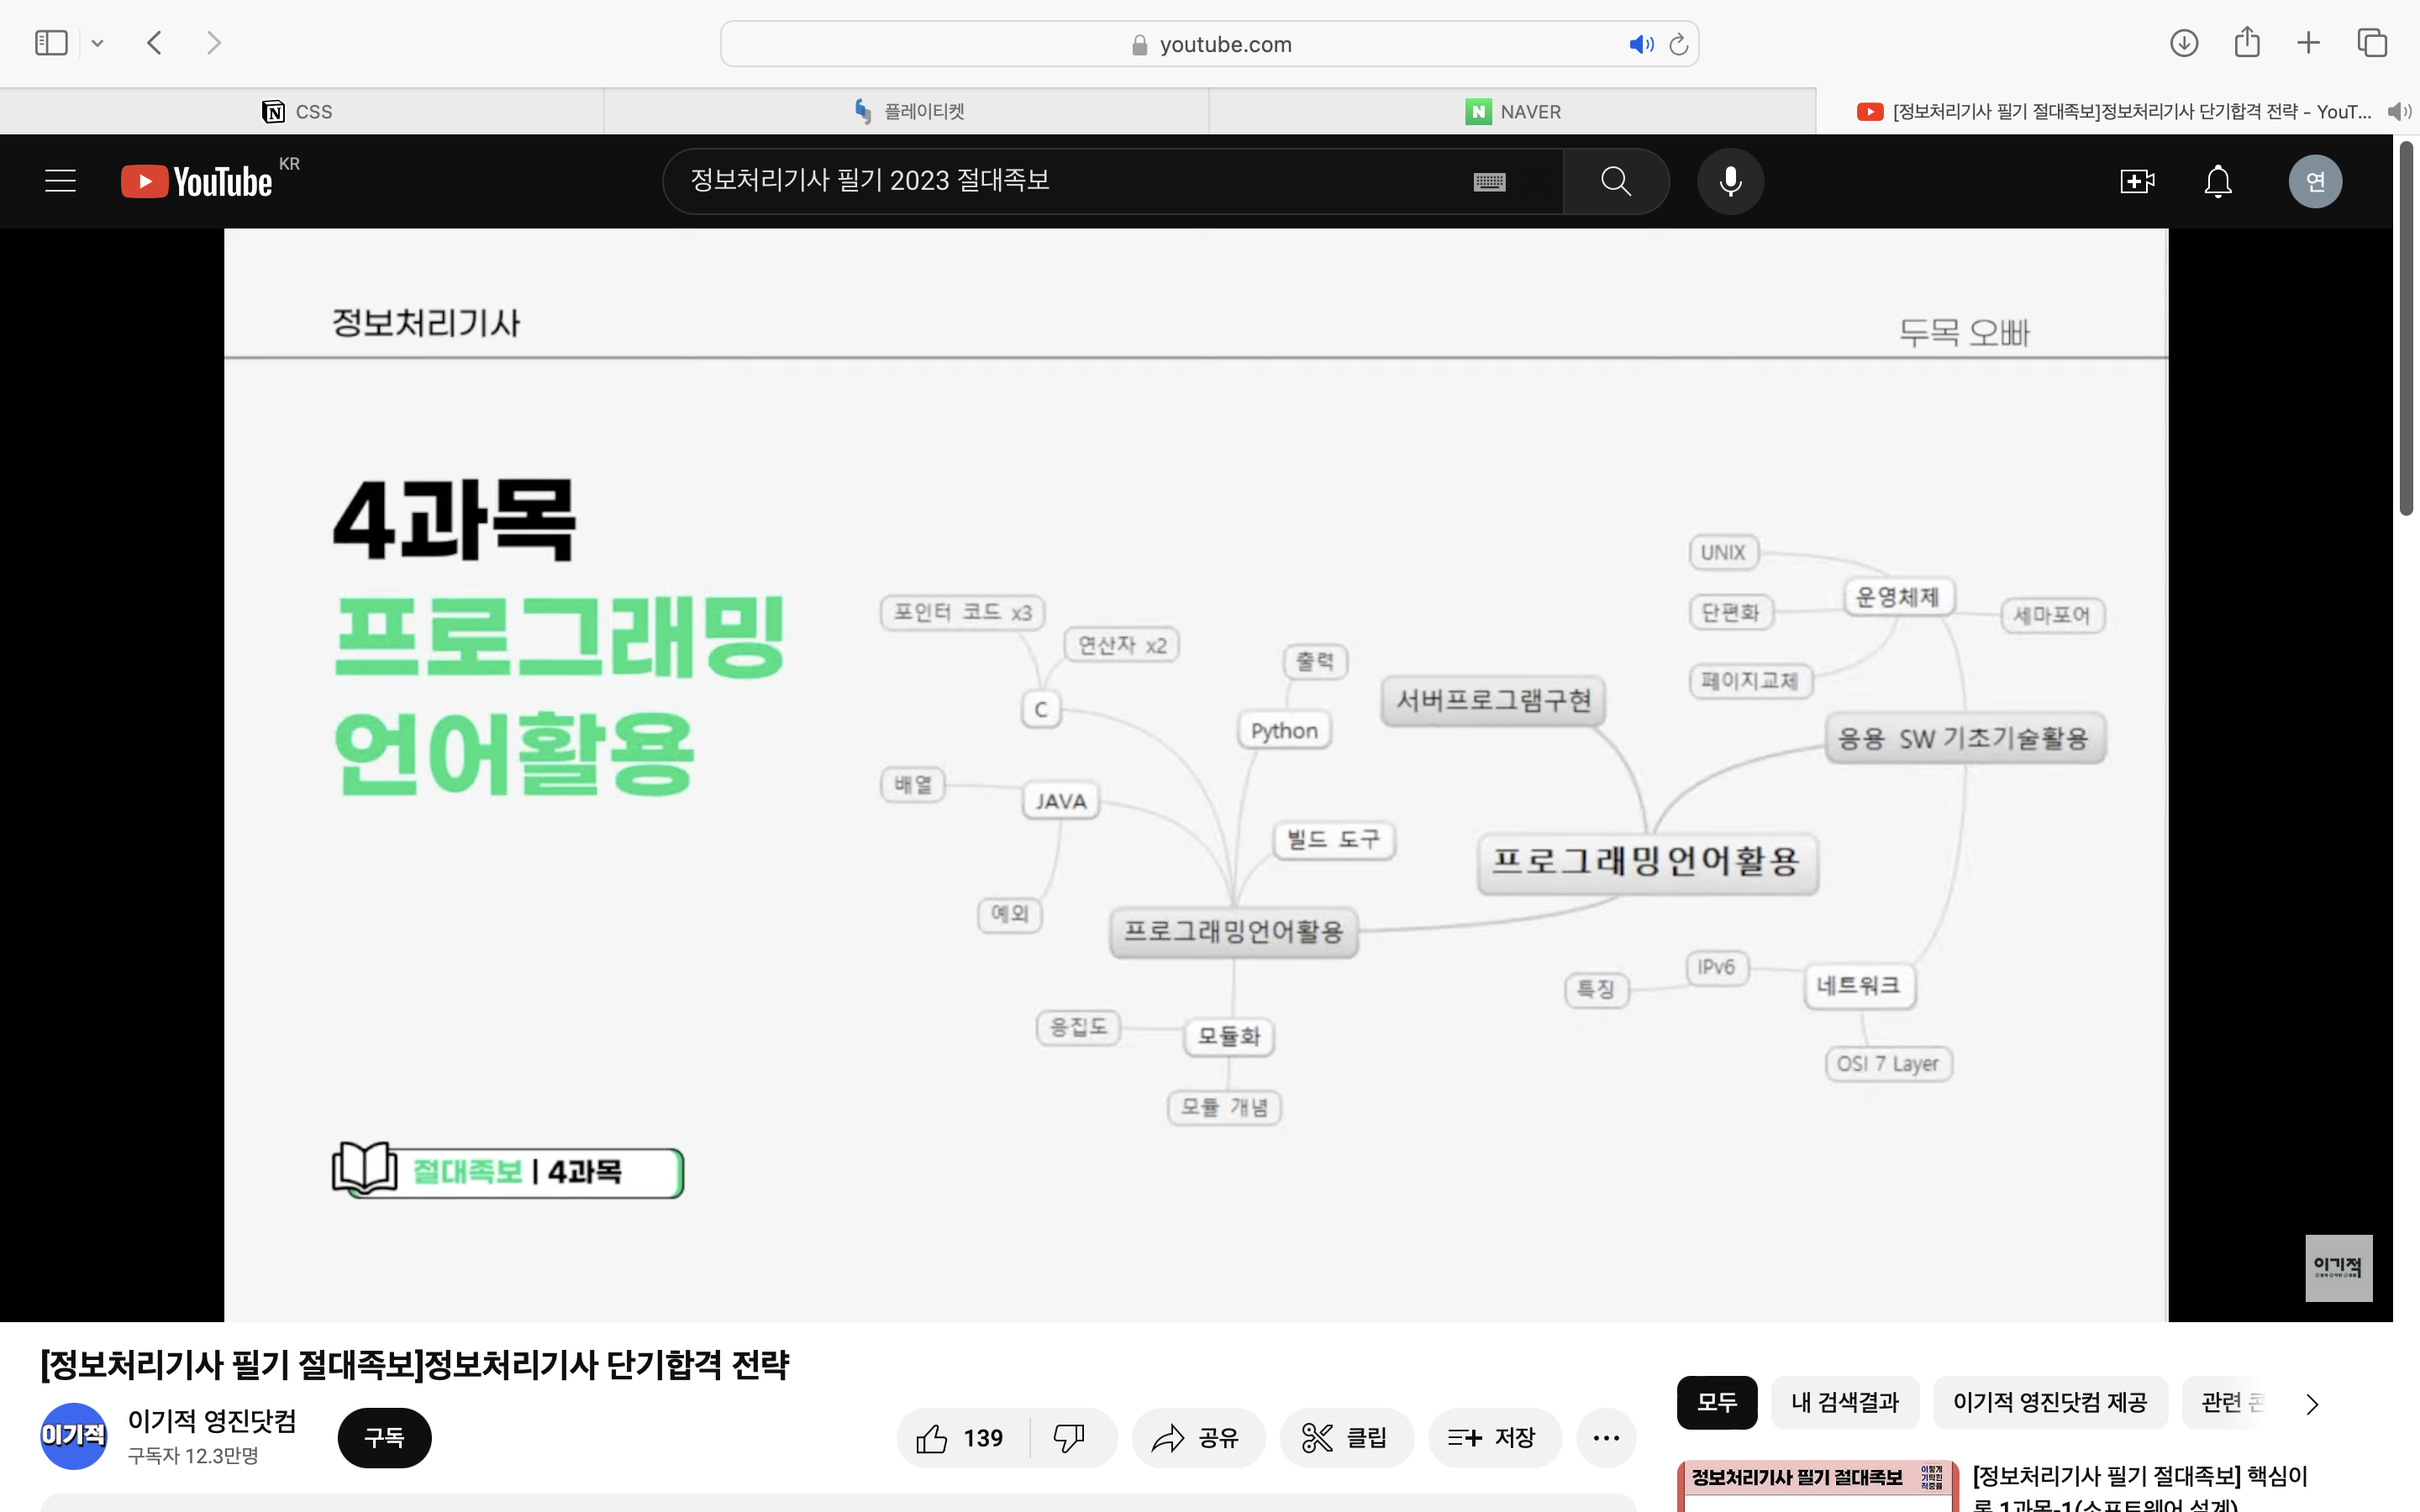 youtube.com
CSS
플레이티켓
NAVER
[정보처리기사 필기 절대족보]정보처리기사 단기합격 전략 - YouT...
YouTube KR
정보처리기사 필기 2023 절대족보
연
정보처리기사
두목 오빠
4과목
프로그래밍
언어활용
포인터 코드 x3
연산자 x2
C
배열
JAVA
예외
출력
Python
빌드 도구
프로그래밍언어활용
응집도
모듈화
모듈 개념
서버프로그램구현
프로그래밍언어활용
UNIX
단편화
페이지교체
운영체제
세마포어
응용 SW 기초기술활용
특징
IPv6
네트워크
OSI 7 Layer
절대족보 | 4과목
이기적
[정보처리기사 필기 절대족보]정보처리기사 단기합격 전략
이기적
이기적 영진닷컴
구독자 12.3만명
구독
139
공유
클립
저장
모두
내 검색결과
이기적 영진닷컴 제공
관련
정보처리기사 필기 절대족보
[정보처리기사 필기 절대족보] 핵심이
론 1과목-1(소프트웨어 설계)